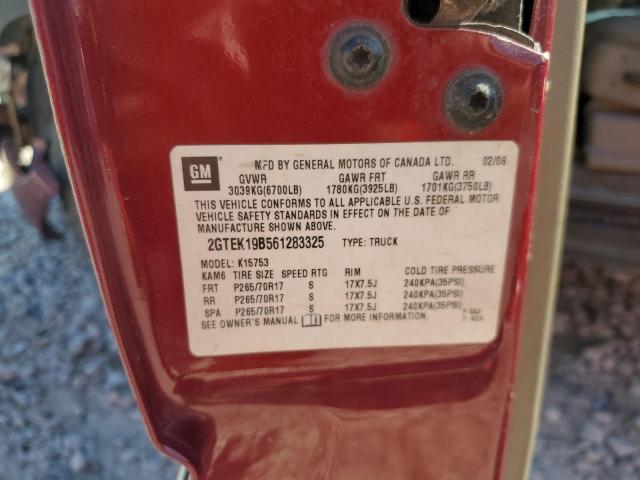 GM
MFD BY GENERAL MOTORS OF CANADA LTD. 02/06
GVWR GAWR FRT GAWR RR
3039KG(6700LB) 1780KG(3925LB) 1701KG(3750LB)
THIS VEHICLE CONFORMS TO ALL APPLICABLE U.S. FEDERAL MOTOR
VEHICLE SAFETY STANDARDS IN EFFECT ON THE DATE OF
MANUFACTURE SHOWN ABOVE.
2GTEK19B561283325 TYPE: TRUCK
MODEL: K15753
KAM6 TIRE SIZE SPEED RTG RIM COLD TIRE PRESSURE
FRT P265/70R17 S 17X7.5J 240KPA(35PSI)
RR P265/70R17 S 17X7.5J 240KPA(35PSI)
SPA P265/70R17 S 17X7.5J 240KPA(35PSI)
SEE OWNER'S MANUAL FOR MORE INFORMATION.